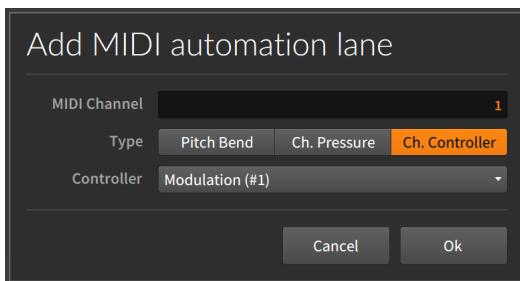 Add MIDI automation lane
MIDI Channel 1
Type Pitch Bend Ch. Pressure Ch. Controller
Controller Modulation (#1)
Cancel Ok